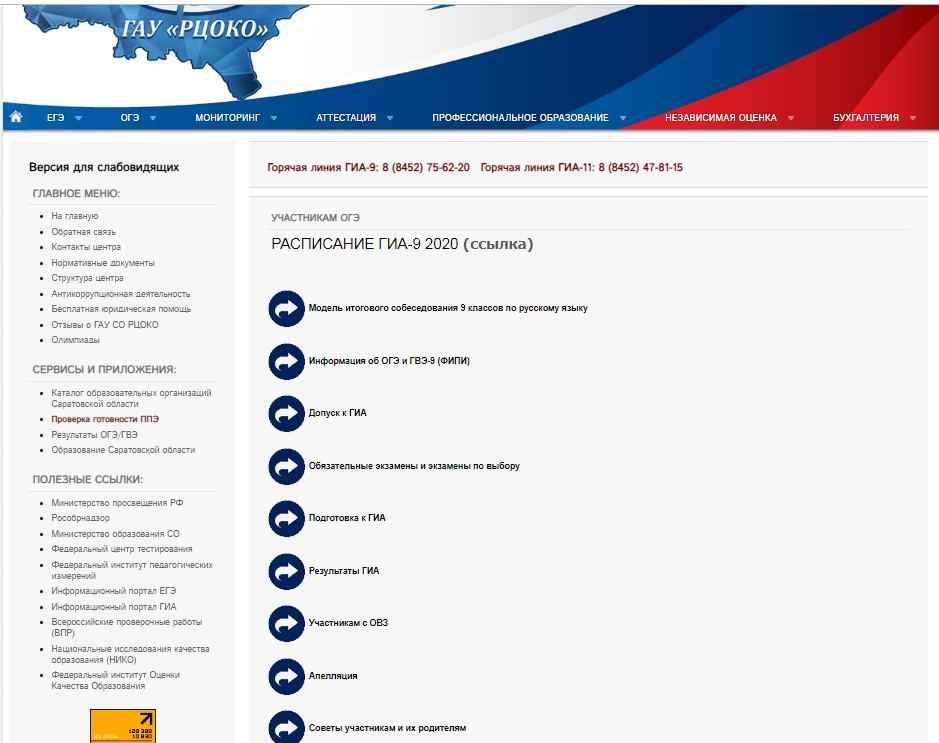 ГАУ «РЦОКО»
ЕГЭ ОГЭ МОНИТОРИНГ АТТЕСТАЦИЯ ПРОФЕССИОНАЛЬНОЕ ОБРАЗОВАНИЕ НЕЗАВИСИМАЯ ОЦЕНКА БУХГАЛТЕРИЯ
Версия для слабовидящих
ГЛАВНОЕ МЕНЮ:
На главную
Обратная связь
Контакты центра
Нормативные документы
Структура центра
Антикоррупционная деятельность
Бесплатная юридическая помощь
Отзывы о ГАУ СО РЦОКО
Олимпиады
СЕРВИСЫ И ПРИЛОЖЕНИЯ:
Каталог образовательных организаций
Саратовской области
Проверка готовности ППЭ
Результаты ОГЭ/ГВЭ
Образование Саратовской области
ПОЛЕЗНЫЕ ССЫЛКИ:
Министерство просвещения РФ
Рособрнадзор
Министерство образования СО
Федеральный центр тестирования
Федеральный институт педагогических
измерений
Информационный портал ЕГЭ
Информационный портал ГИА
Всероссийские проверочные работы
(ВПР)
Национальные исследования качества
образования (НИКО)
Федеральный институт Оценки
Качества Образования
Горячая линия ГИА-9: 8 (8452) 75-62-20 Горячая линия ГИА-11: 8 (8452) 47-81-15
УЧАСТНИКАМ ОГЭ
РАСПИСАНИЕ ГИА-9 2020 (ссылка)
Модель итогового собеседования 9 классов по русскому языку
Информация об ОГЭ и ГВЭ-9 (ФИПИ)
Допуск к ГИА
Обязательные экзамены и экзамены по выбору
Подготовка к ГИА
Результаты ГИА
Участникам с ОВЗ
Апелляция
Советы участникам и их родителям